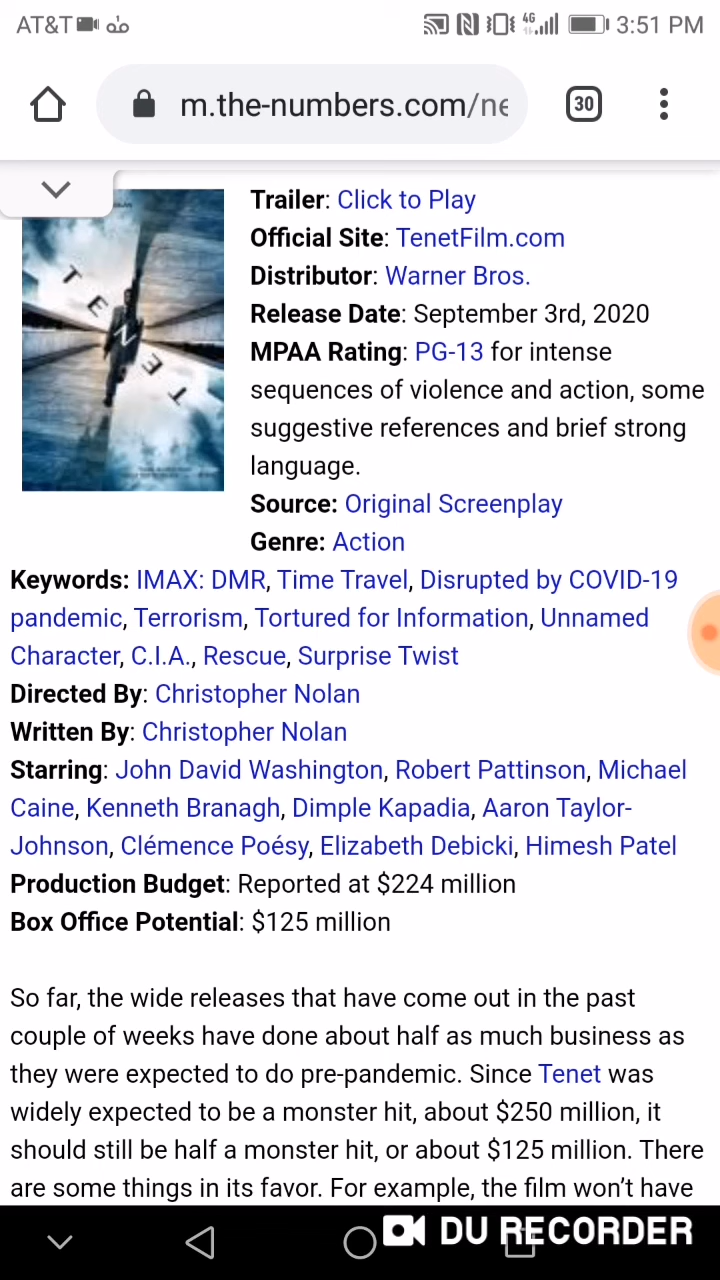 AT&T 4G 3:51 PM
m.the-numbers.com/ne 30
TENET
Trailer: Click to Play
Official Site: TenetFilm.com
Distributor: Warner Bros.
Release Date: September 3rd, 2020
MPAA Rating: PG-13 for intense
sequences of violence and action, some
suggestive references and brief strong
language.
Source: Original Screenplay
Genre: Action
Keywords: IMAX: DMR, Time Travel, Disrupted by COVID-19
pandemic, Terrorism, Tortured for Information, Unnamed
Character, C.I.A., Rescue, Surprise Twist
Directed By: Christopher Nolan
Written By: Christopher Nolan
Starring: John David Washington, Robert Pattinson, Michael
Caine, Kenneth Branagh, Dimple Kapadia, Aaron Taylor-
Johnson, Clémence Poésy, Elizabeth Debicki, Himesh Patel
Production Budget: Reported at $224 million
Box Office Potential: $125 million
So far, the wide releases that have come out in the past
couple of weeks have done about half as much business as
they were expected to do pre-pandemic. Since Tenet was
widely expected to be a monster hit, about $250 million, it
should still be half a monster hit, or about $125 million. There
are some things in its favor. For example, the film won’t have
DU RECORDER